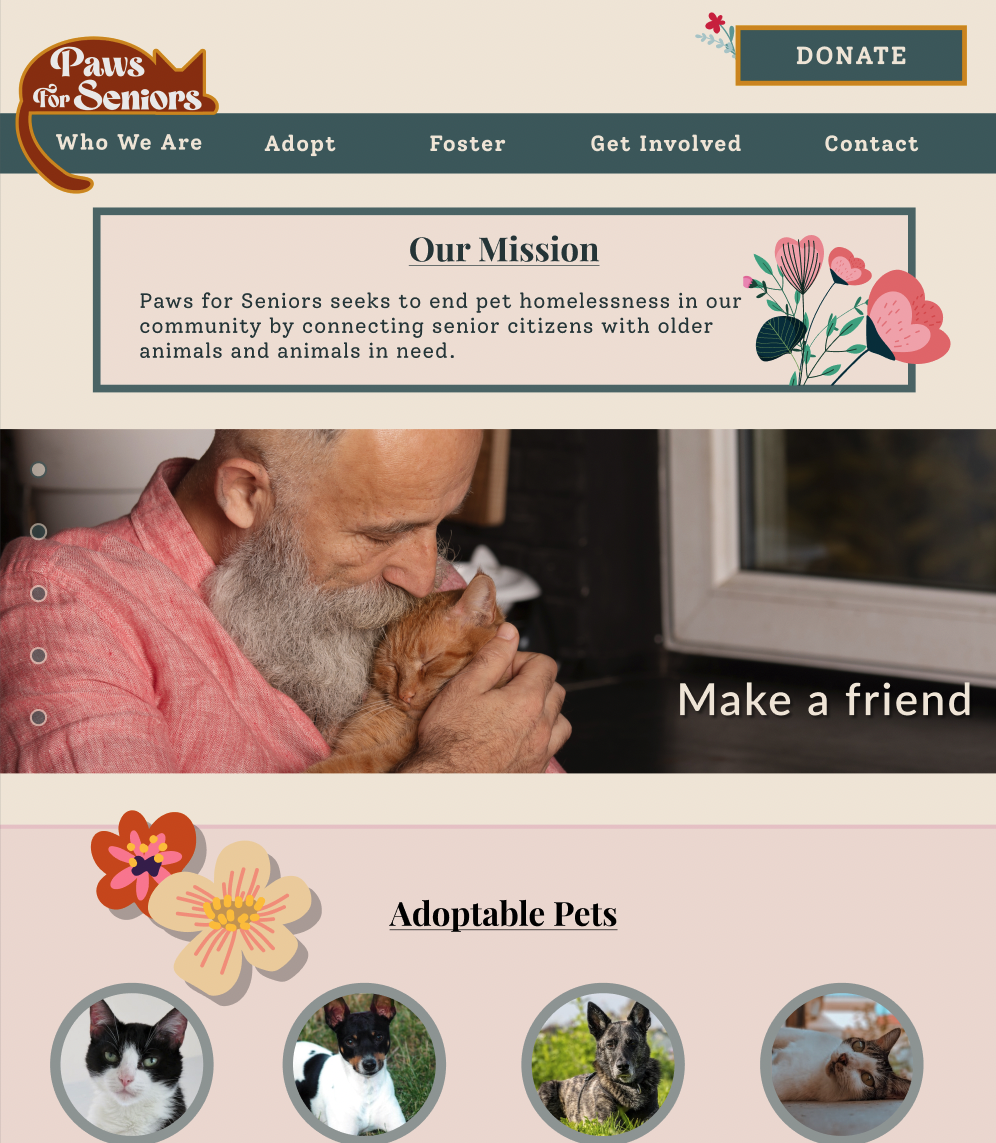 Paws
For Seniors
DONATE
Who We Are
Adopt
Foster
Get Involved
Contact
Our Mission
Paws for Seniors seeks to end pet homelessness in our
community by connecting senior citizens with older
animals and animals in need.
Make a friend
Adoptable Pets